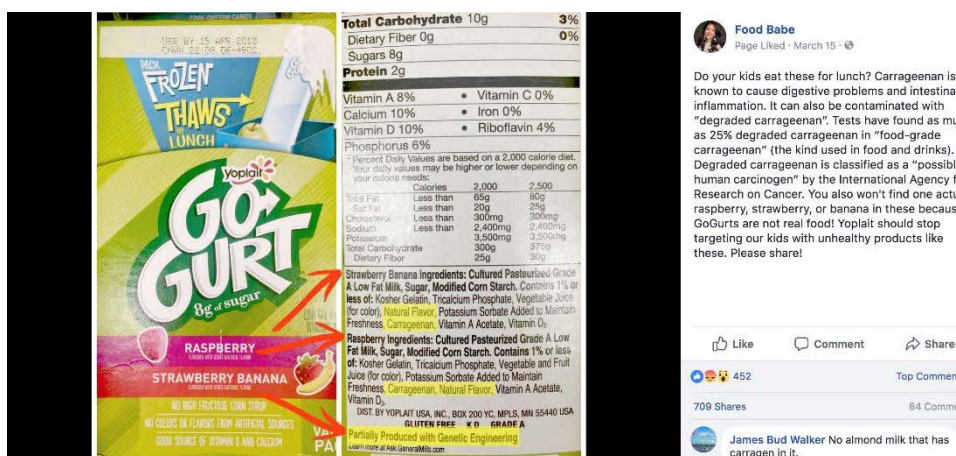 USE BY 15 APR 2018
PACK
FROZEN
THAWS
BY
LUNCH
Yoplait
GO-
GURT
8g of sugar
RASPBERRY
STRAWBERRY BANANA
NO HIGH FRUCTOSE CORN SYRUP
NO COLORS OR FLAVORS FROM ARTIFICIAL SOURCES
GOOD SOURCE OF VITAMIN D AND CALCIUM
VA
PA
Total Carbohydrate 10g 3%
Dietary Fiber 0g 0%
Sugars 8g
Protein 2g
Vitamin A 8% • Vitamin C 0%
Calcium 10% • Iron 0%
Vitamin D 10% • Riboflavin 4%
Phosphorus 6%
* Percent Daily Values are based on a 2,000 calorie diet.
Your daily values may be higher or lower depending on
your calorie needs:
Calories 2,000 2,500
Total Fat Less than 65g 80g
Sat Fat Less than 20g 25g
Cholesterol Less than 300mg 300mg
Sodium Less than 2,400mg 2,400mg
Potassium 3,500mg 3,500mg
Total Carbohydrate 300g 375g
Dietary Fiber 25g 30g
Strawberry Banana Ingredients: Cultured Pasteurized Grade
A Low Fat Milk, Sugar, Modified Corn Starch. Contains 1% or
less of: Kosher Gelatin, Tricalcium Phosphate, Vegetable Juice
(for color), Natural Flavor, Potassium Sorbate Added to Maintain
Freshness, Carrageenan, Vitamin A Acetate, Vitamin D₃.
Raspberry Ingredients: Cultured Pasteurized Grade A Low
Fat Milk, Sugar, Modified Corn Starch. Contains 1% or less
of: Kosher Gelatin, Tricalcium Phosphate, Vegetable and Fruit
Juice (for color), Potassium Sorbate Added to Maintain
Freshness, Carrageenan, Natural Flavor, Vitamin A Acetate,
Vitamin D₃.
DIST. BY YOPLAIT USA, INC., BOX 200 YC, MPLS, MN 55440 USA
GLUTEN FREE K D GRADE A
Partially Produced with Genetic Engineering
Learn more at Ask.GeneralMills.com
Food Babe
Page Liked · March 15 ·
Do your kids eat these for lunch? Carrageenan is
known to cause digestive problems and intestina
inflammation. It can also be contaminated with
"degraded carrageenan". Tests have found as mu
as 25% degraded carrageenan in "food-grade
carrageenan" (the kind used in food and drinks).
Degraded carrageenan is classified as a "possibl
human carcinogen" by the International Agency f
Research on Cancer. You also won't find one actu
raspberry, strawberry, or banana in these becaus
GoGurts are not real food! Yoplait should stop
targeting our kids with unhealthy products like
these. Please share!
Like Comment Share
452 Top Commen
709 Shares 84 Comme
James Bud Walker No almond milk that has
carragen in it.